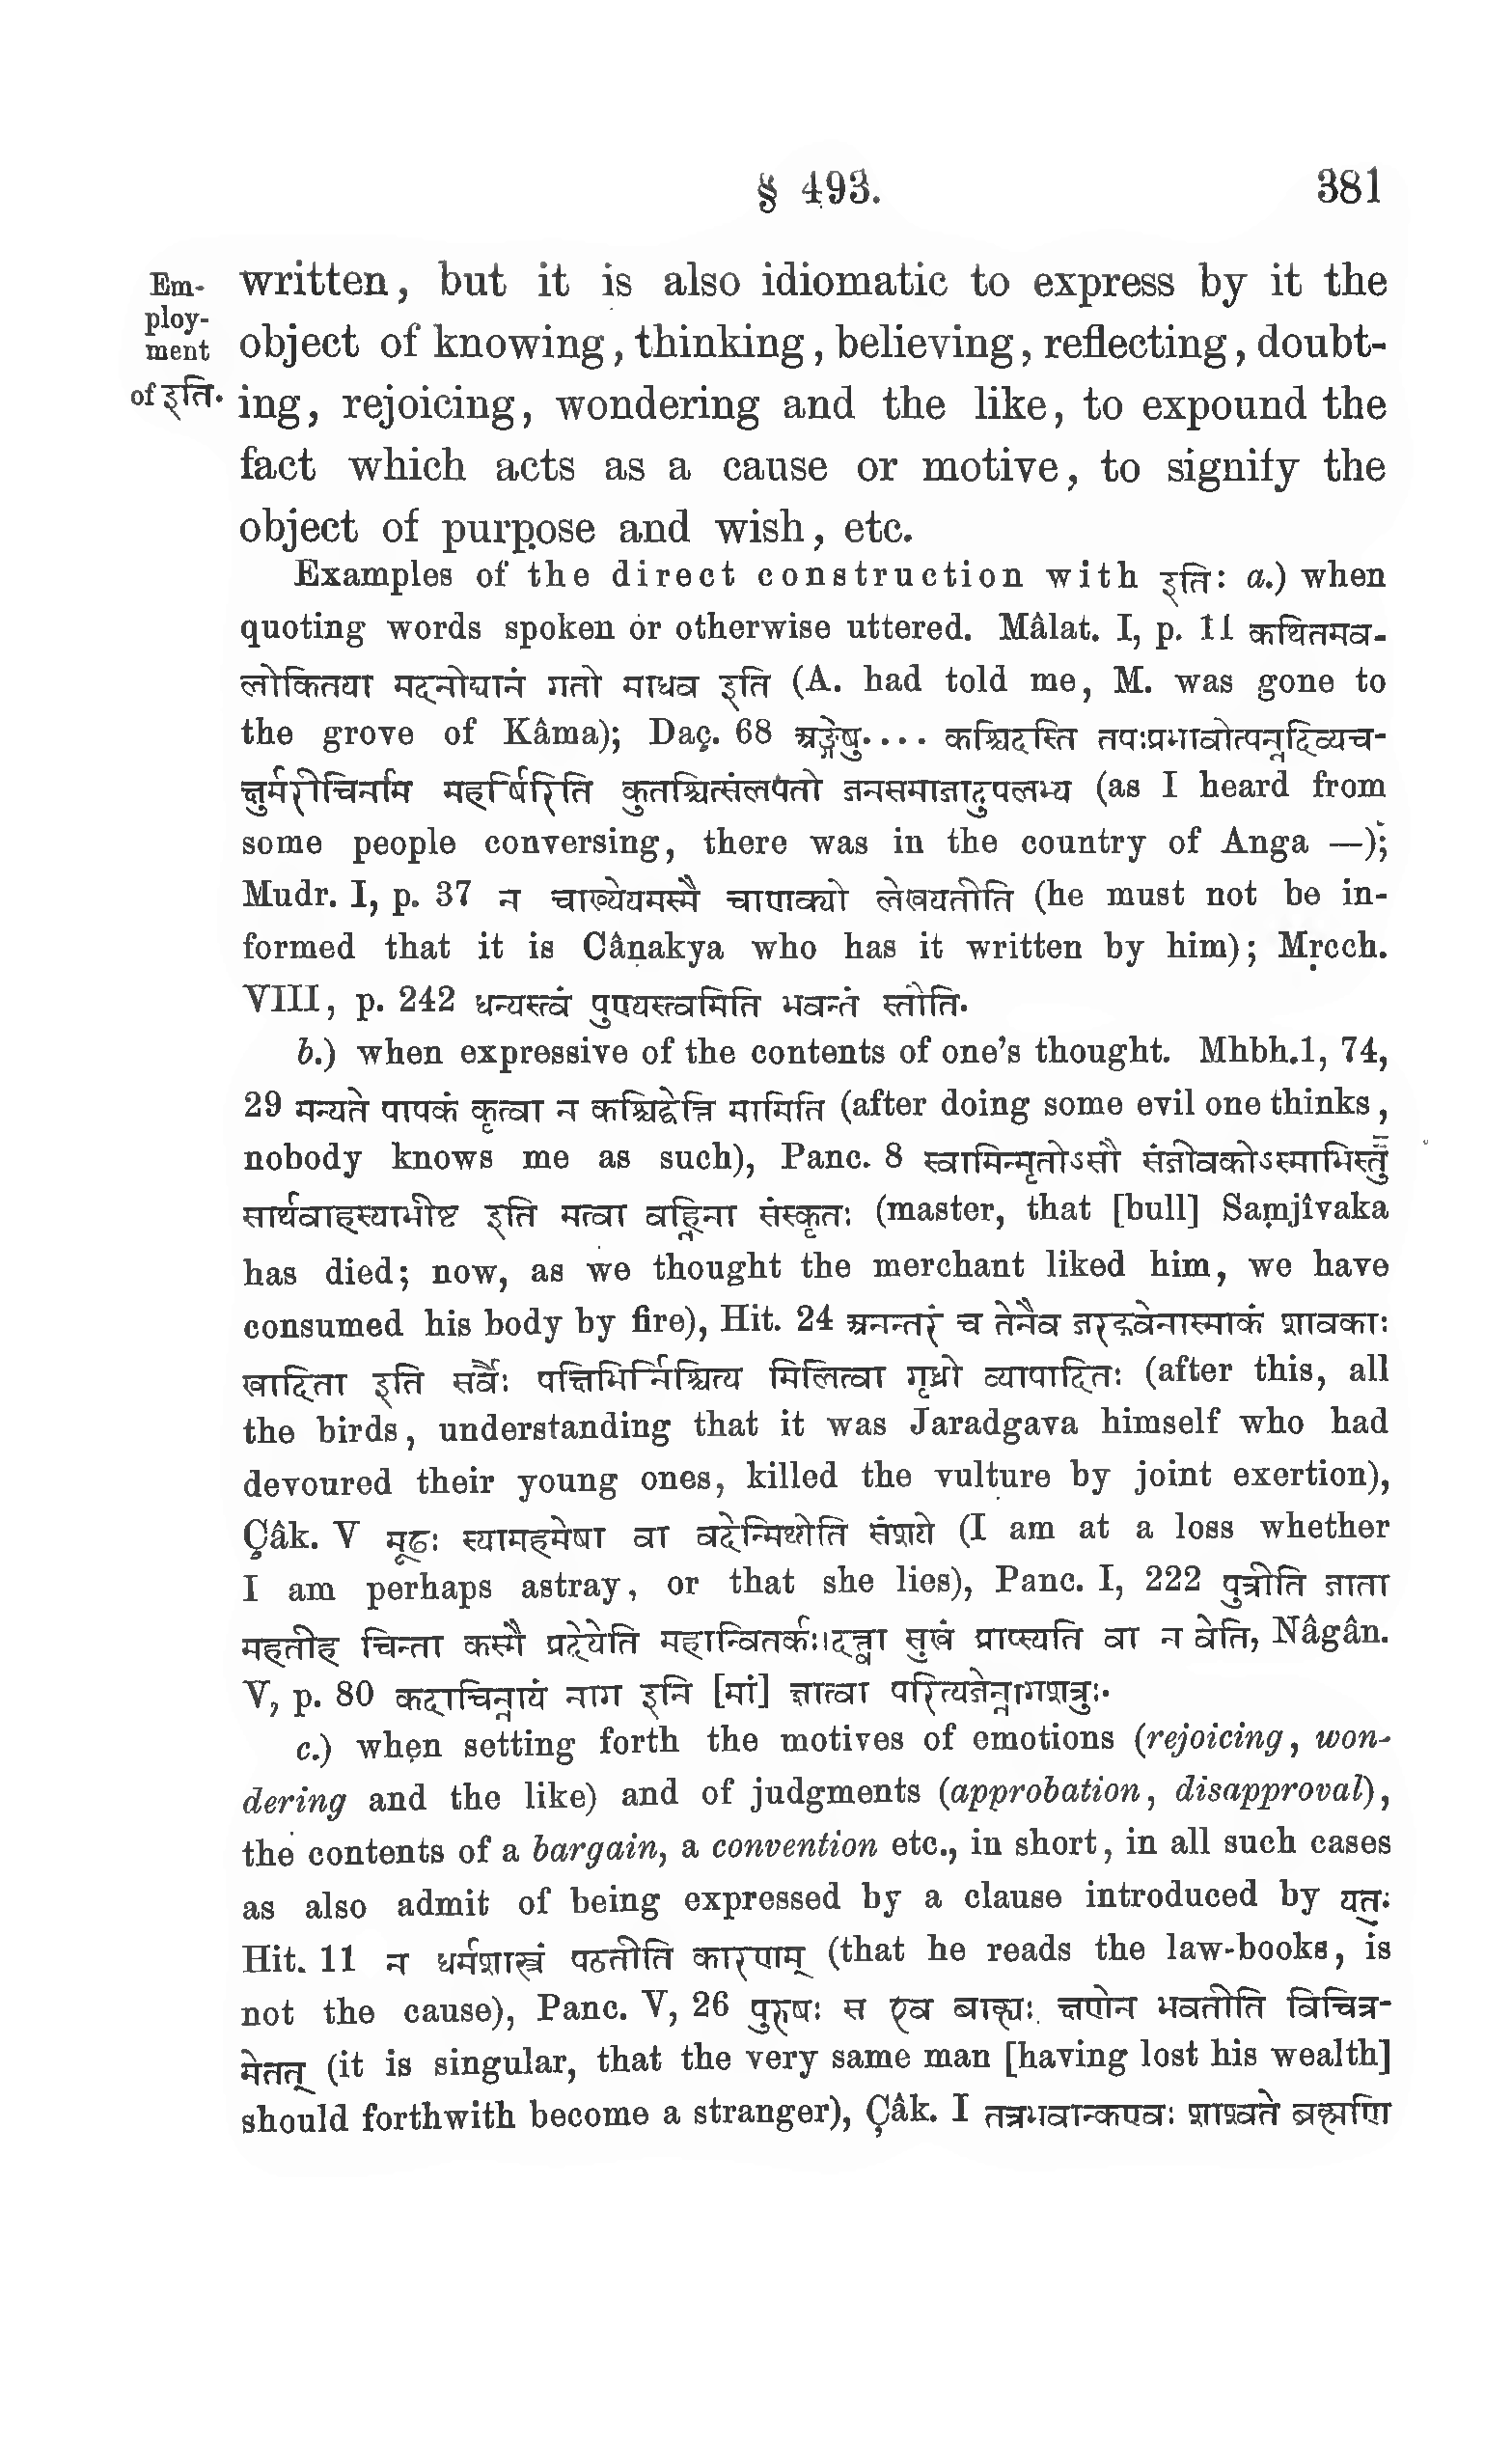 § 493. 381
Em-
ploy-
ment
of इति.
written, but it is also idiomatic to express by it the
object of knowing, thinking, believing, reflecting, doubt-
ing, rejoicing, wondering and the like, to expound the
fact which acts as a cause or motive, to signify the
object of purpose and wish, etc.
Examples of the direct construction with इति: a.) when
quoting words spoken or otherwise uttered. Mâlat. I, p. 11 कथितमव-
लोकितया मदनोद्यानं गतो माधव इति (A. had told me, M. was gone to
the grove of Kâma); Daç. 68 अङ्गेषु.... कश्चिदस्ति तपःप्रभावोत्पन्नदिव्यच-
क्षुर्मरीचिर्नाम महर्षिरिति कुतश्चित्संलपतो जनसमाजादुपलभ्य (as I heard from
some people conversing, there was in the country of Anga —);
Mudr. I, p. 37 न चाख्येयमस्मै चाणक्यो लेखयतीति (he must not be in-
formed that it is Câṇakya who has it written by him); Mṛcch.
VIII, p. 242 धन्यस्त्वं पुण्यस्त्वमिति भवन्तं स्तौति.
b.) when expressive of the contents of one's thought. Mhbh.1, 74,
29 मन्यते पापकं कृत्वा न कश्चिद्वेत्ति मामिति (after doing some evil one thinks,
nobody knows me as such), Panc. 8 स्वामिन्मृतोऽसौ संजीवकोऽस्माभिस्तु
सार्थवाहस्याभीष्ट इति मत्वा वह्निना संस्कृतः (master, that [bull] Saṃjîvaka
has died; now, as we thought the merchant liked him, we have
consumed his body by fire), Hit. 24 अनन्तरं च तेनैव जरद्गवेनास्माकं शावकाः
खादिता इति सर्वैः पक्षिभिर्निश्चित्य मिलित्वा गृध्रो व्यापादितः (after this, all
the birds, understanding that it was Jaradgava himself who had
devoured their young ones, killed the vulture by joint exertion),
Çâk. V मूढः स्यामहमेषा वा वदेन्मिथ्येति संशये (I am at a loss whether
I am perhaps astray, or that she lies), Panc. I, 222 पुत्रीति जाता
महतीह चिन्ता कस्मै प्रदेयेति महान्वितर्कः।दत्त्वा सुखं प्राप्स्यति वा न वेति, Nâgân.
V, p. 80 कदाचिन्नायं नाग इति [मां] ज्ञात्वा परित्यजेन्नागशत्रुः.
c.) when setting forth the motives of emotions (rejoicing, won-
dering and the like) and of judgments (approbation, disapproval),
the contents of a bargain, a convention etc., in short, in all such cases
as also admit of being expressed by a clause introduced by यत्:
Hit. 11 न धर्मशास्त्रं पठतीति कारणम् (that he reads the law-books, is
not the cause), Panc. V, 26 पुरुषः स एव बाह्यः क्षणेन भवतीति विचित्र-
मेतत् (it is singular, that the very same man [having lost his wealth]
should forthwith become a stranger), Çâk. I तत्रभवान्कण्वः शाश्वते ब्रह्मणि